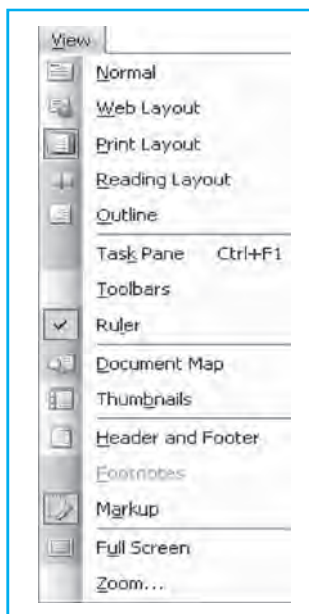 View
Normal
Web Layout
Print Layout
Reading Layout
Outline
Task Pane Ctrl+F1
Toolbars
Ruler
Document Map
Thumbnails
Header and Footer
Footnotes
Markup
Full Screen
Zoom...